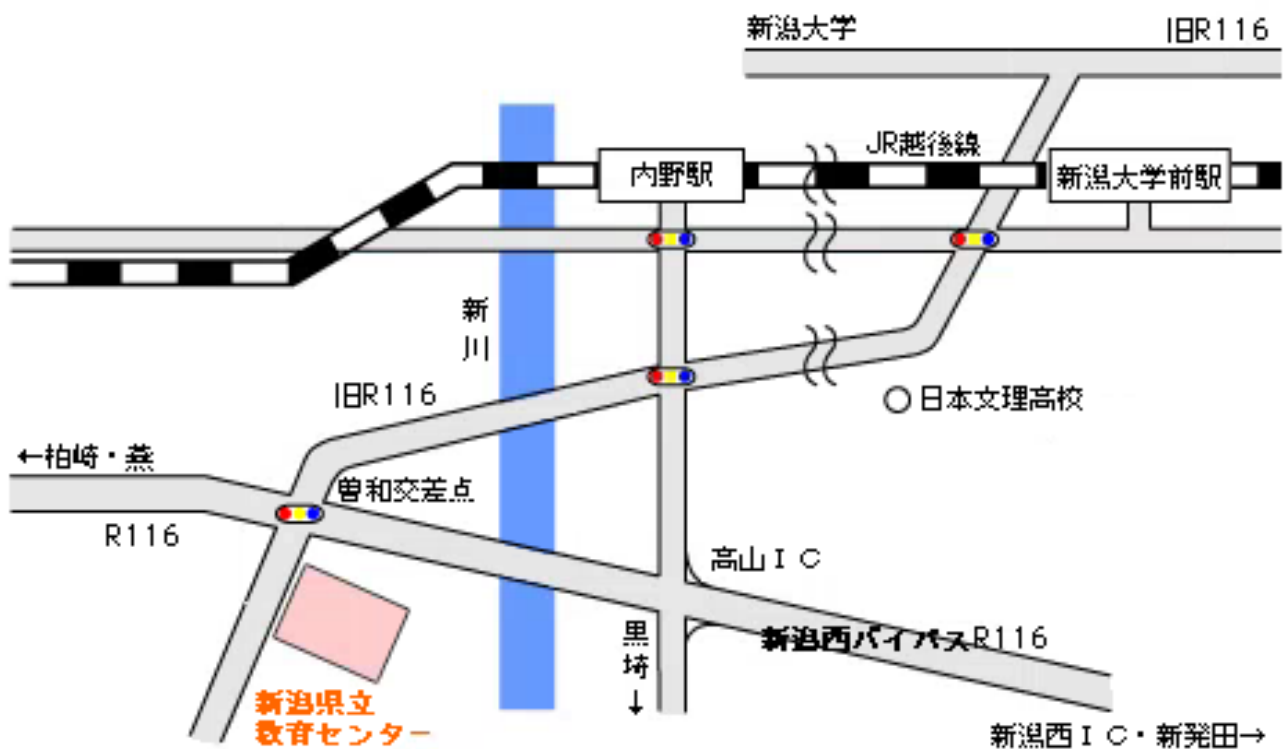 新潟大学
旧R116
JR越後線
内野駅
新潟大学前駅
新
川
旧R116
日本文理高校
←柏崎・燕
曽和交差点
R116
高山ＩＣ
黒
埼
↓
新潟西バイパスR116
新潟県立
教育センター
新潟西ＩＣ・新発田→